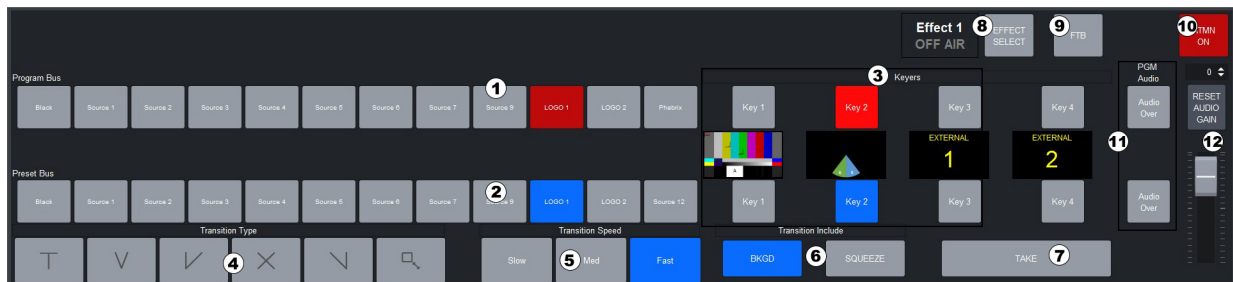 Effect 1
OFF AIR
8
EFFECT
SELECT
9
FTB
10
ATMN
ON
Program Bus
1
3
Keyers
PGM
Audio
0
Black
Source 1
Source 2
Source 3
Source 4
Source 5
Source 6
Source 7
Source 9
LOGO 1
LOGO 2
Phabrix
Key 1
Key 2
Key 3
Key 4
Audio
Over
RESET
AUDIO
GAIN
EXTERNAL
1
EXTERNAL
2
11
12
Preset Bus
2
Black
Source 1
Source 2
Source 3
Source 4
Source 5
Source 6
Source 7
Source 9
LOGO 1
LOGO 2
Source 12
Key 1
Key 2
Key 3
Key 4
Audio
Over
Transition Type
Transition Speed
Transition Include
4
Slow
5
Med
Fast
BKGD
6
SQUEEZE
TAKE
7